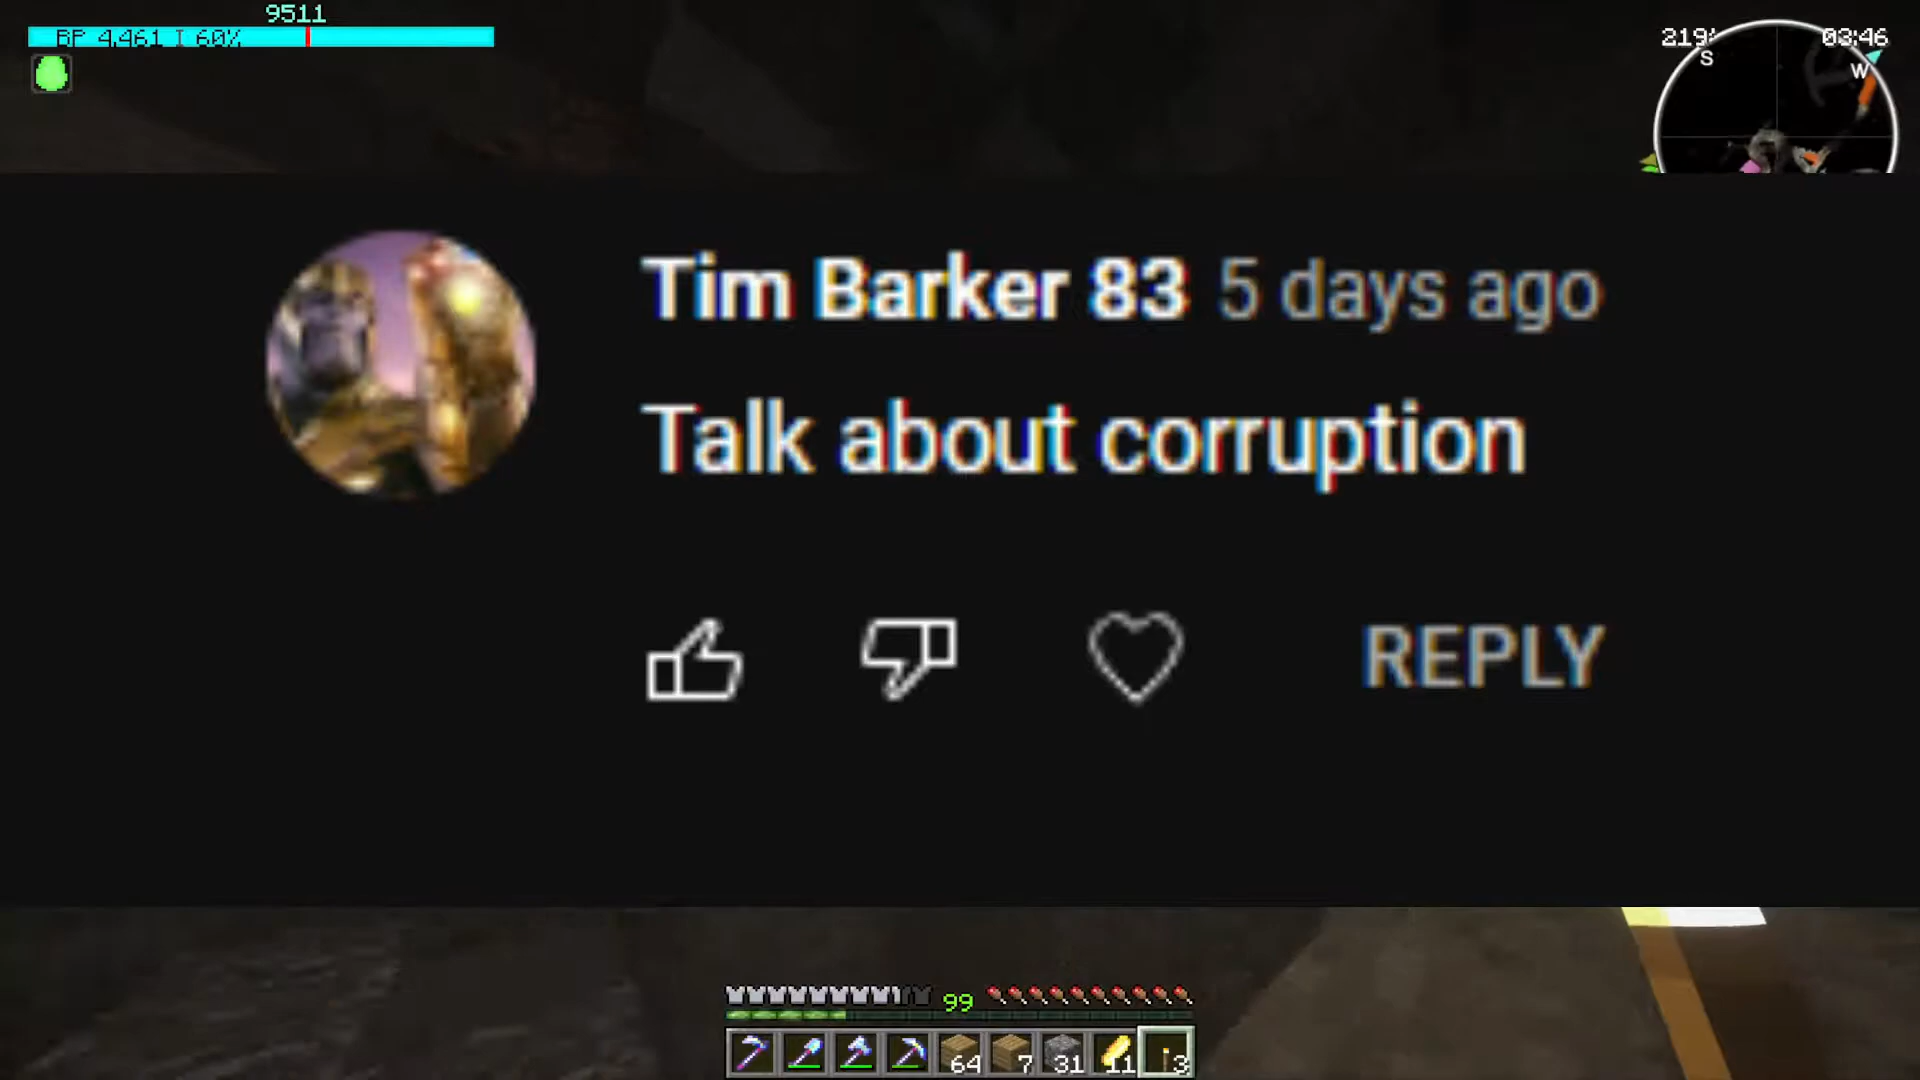 9511
BP 4,461 I 60%
219°
03:46
S
W
Tim Barker 83 5 days ago
Talk about corruption
REPLY
99
64 7 31 11 3